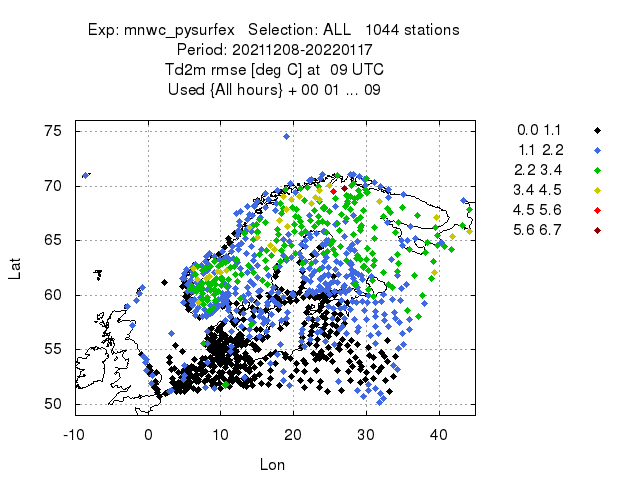 Exp: mnwc_pysurfex   Selection: ALL   1044 stations
Period: 20211208-20220117
Td2m rmse [deg C] at  09 UTC
Used {All hours} + 00 01 ... 09
0.0 1.1
1.1 2.2
2.2 3.4
3.4 4.5
4.5 5.6
5.6 6.7
75
70
65
60
55
50
Lat
-10 0 10 20 30 40
Lon